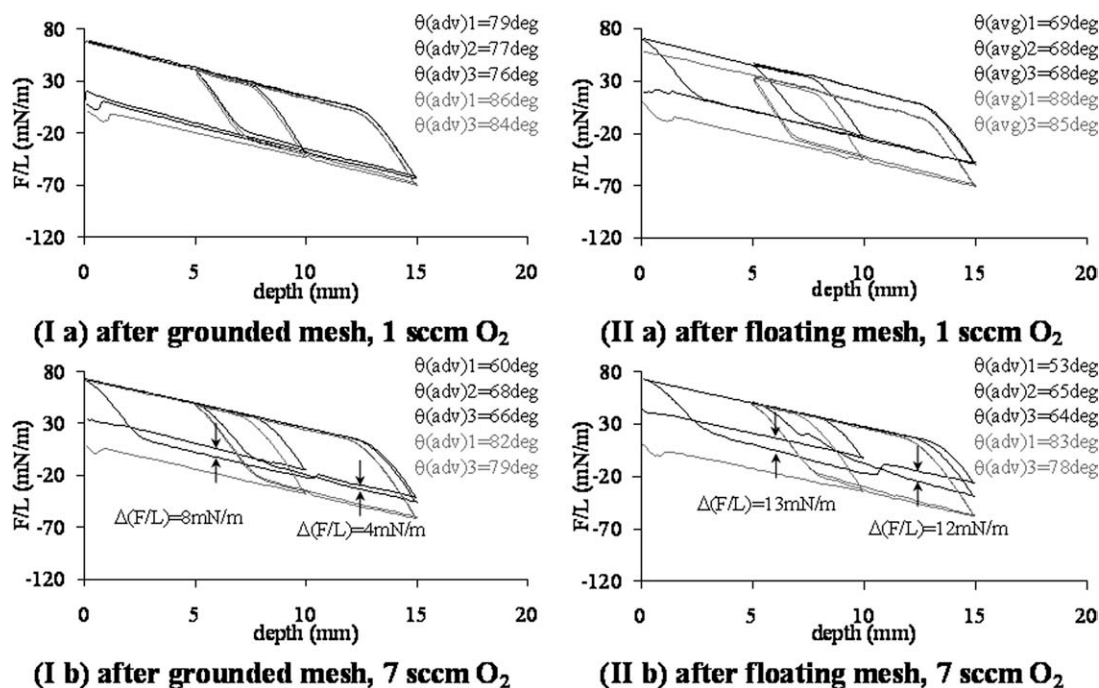 80
30
-20
-70
-120
F/L (mN/m)
0
5
10
15
20
depth (mm)
θ(adv)1=79deg
θ(adv)2=77deg
θ(adv)3=76deg
θ(adv)1=86deg
θ(adv)3=84deg
(I a) after grounded mesh, 1 sccm O₂
80
30
-20
-70
-120
F/L (mN/m)
0
5
10
15
20
depth (mm)
θ(avg)1=69deg
θ(avg)2=68deg
θ(avg)3=68deg
θ(avg)1=88deg
θ(avg)3=85deg
(II a) after floating mesh, 1 sccm O₂
80
30
-20
-70
-120
F/L (mN/m)
0
5
10
15
20
depth (mm)
θ(adv)1=60deg
θ(adv)2=68deg
θ(adv)3=66deg
θ(adv)1=82deg
θ(adv)3=79deg
Δ(F/L)=8mN/m
Δ(F/L)=4mN/m
(I b) after grounded mesh, 7 sccm O₂
80
30
-20
-70
-120
F/L (mN/m)
0
5
10
15
20
depth (mm)
θ(adv)1=53deg
θ(adv)2=65deg
θ(adv)3=64deg
θ(adv)1=83deg
θ(adv)3=78deg
Δ(F/L)=13mN/m
Δ(F/L)=12mN/m
(II b) after floating mesh, 7 sccm O₂